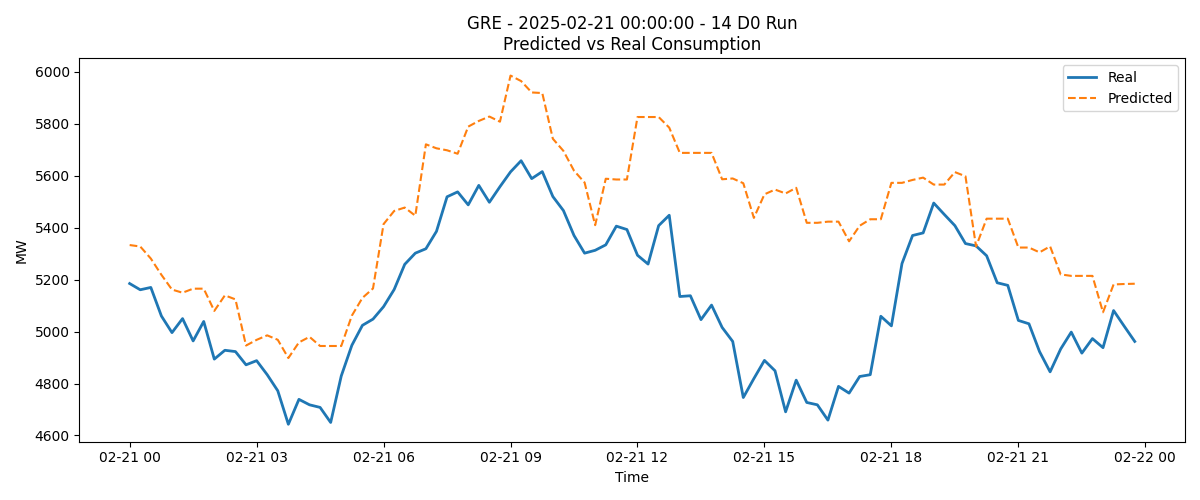 GRE - 2025-02-21 00:00:00 - 14 D0 Run
Predicted vs Real Consumption
Real
Predicted
MW
6000
5800
5600
5400
5200
5000
4800
4600
02-21 00
02-21 03
02-21 06
02-21 09
02-21 12
02-21 15
02-21 18
02-21 21
02-22 00
Time